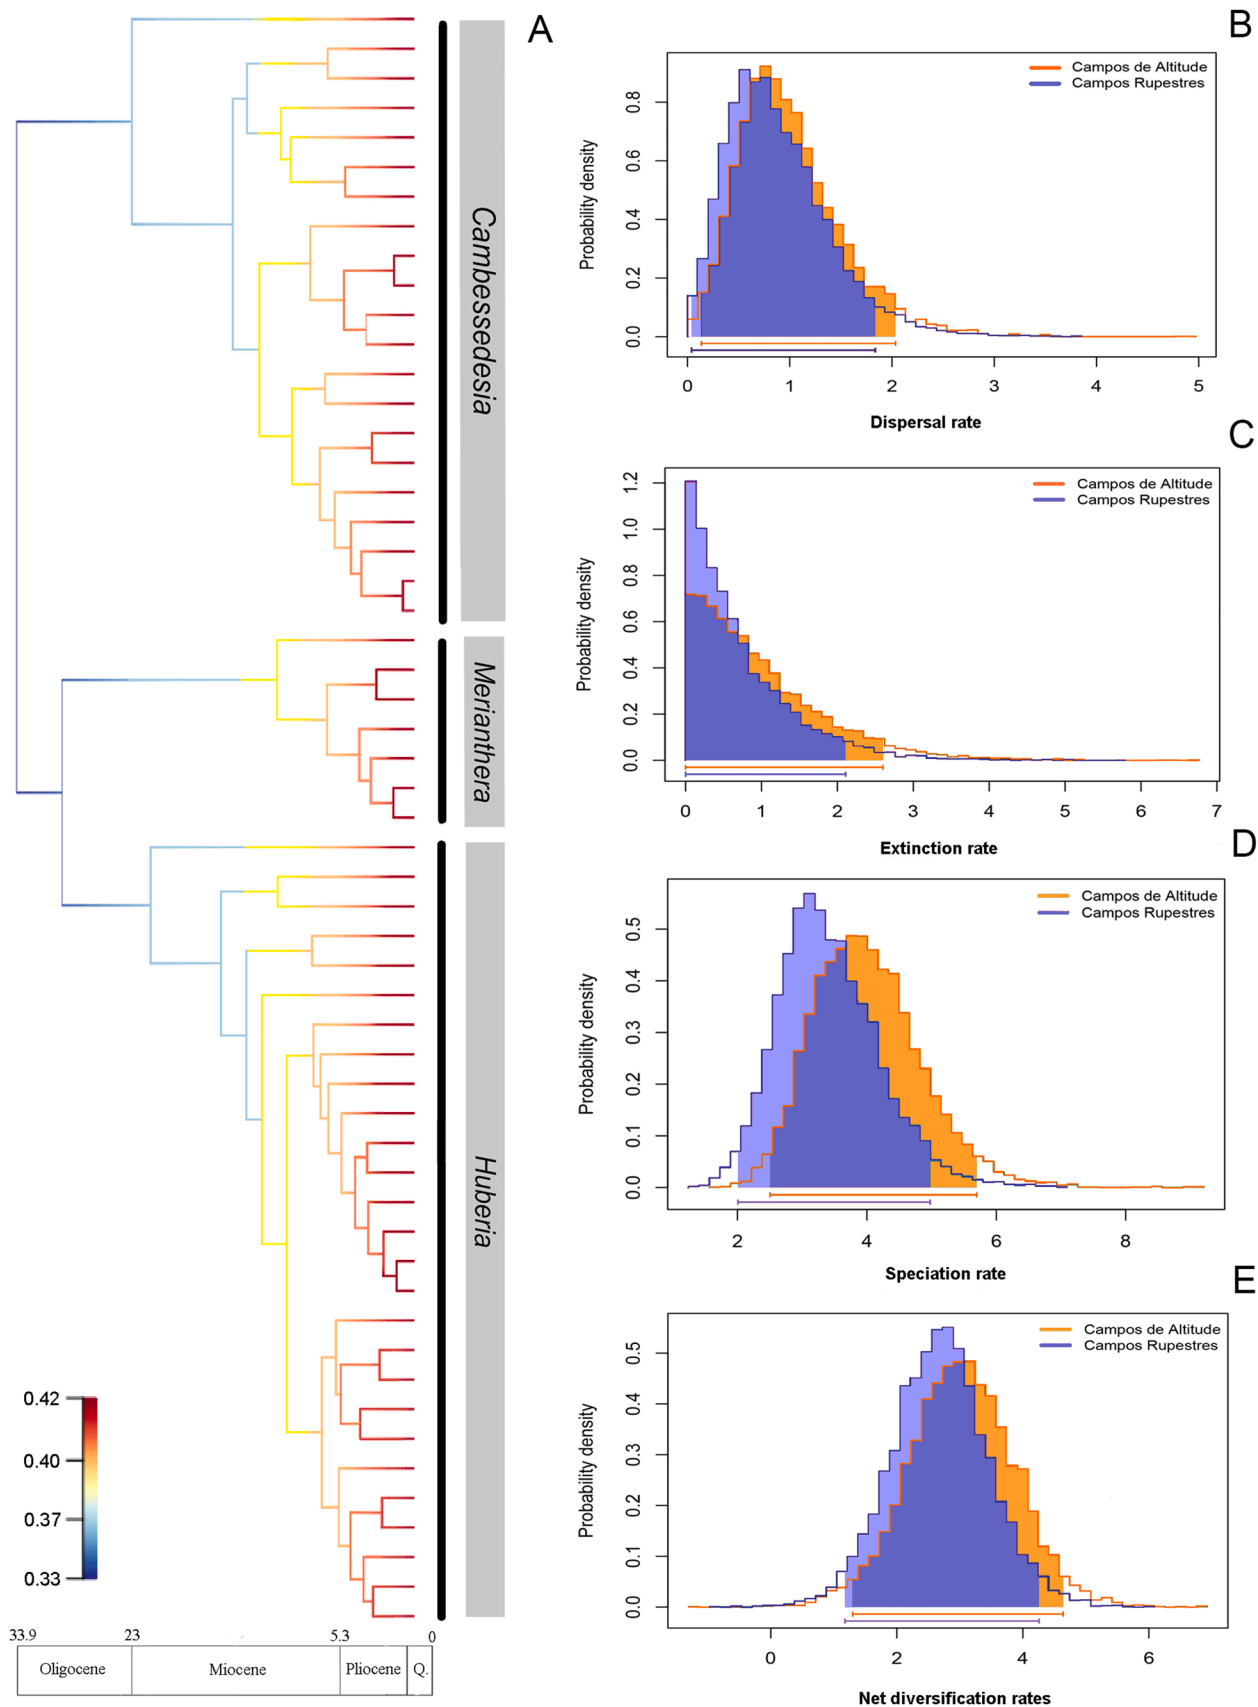 A
Cambessedesia
Merianthera
Huberia
0.42
0.40
0.37
0.33
33.9 23 5.3 0
Oligocene Miocene Pliocene Q.
B
Campos de Altitude
Campos Rupestres
Probability density
0.8
0.6
0.4
0.2
0.0
0 1 2 3 4 5
Dispersal rate
C
Campos de Altitude
Campos Rupestres
Probability density
1.2
1.0
0.8
0.6
0.4
0.2
0.0
0 1 2 3 4 5 6 7
Extinction rate
D
Campos de Altitude
Campos Rupestres
Probability density
0.5
0.4
0.3
0.2
0.1
0.0
2 4 6 8
Speciation rate
E
Campos de Altitude
Campos Rupestres
Probability density
0.5
0.4
0.3
0.2
0.1
0.0
0 2 4 6
Net diversification rates